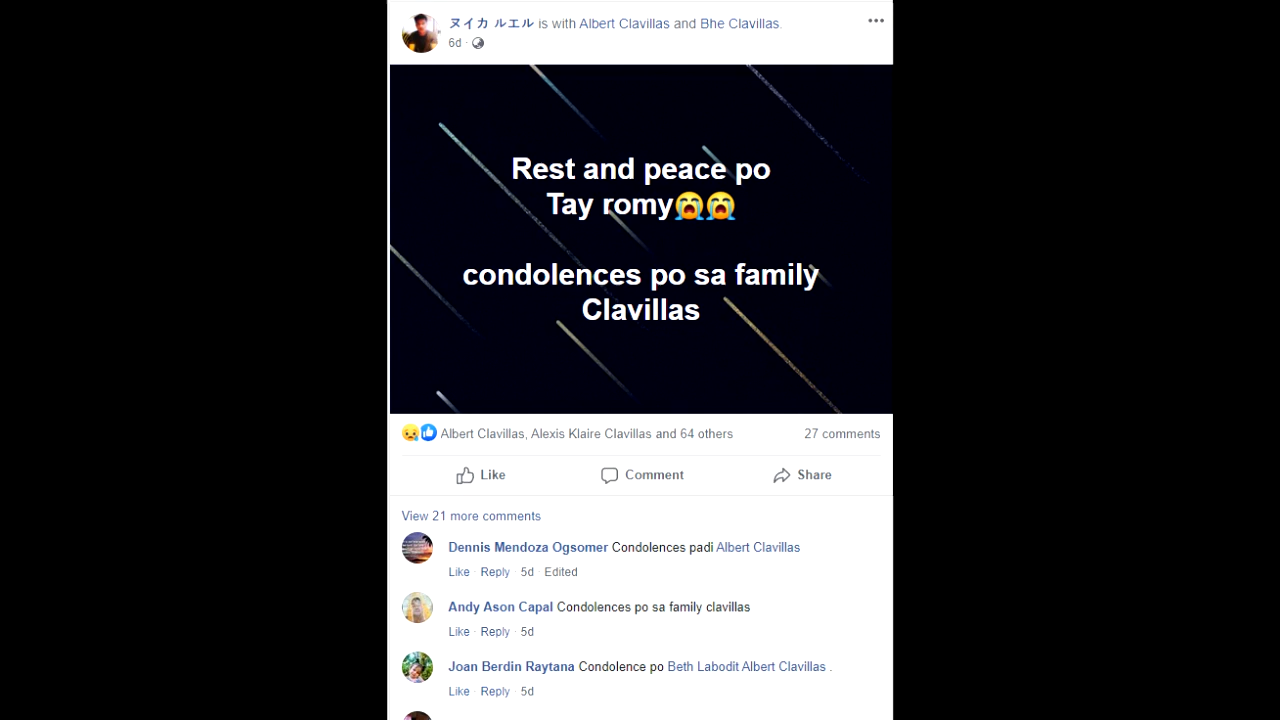 ヌイカ ルエル is with Albert Clavillas and Bhe Clavillas.
6d ·
Rest and peace po
Tay romy😭😭
condolences po sa family
Clavillas
Albert Clavillas, Alexis Klaire Clavillas and 64 others 27 comments
Like Comment Share
View 21 more comments
Dennis Mendoza Ogsomer Condolences padi Albert Clavillas
Like · Reply · 5d · Edited
Andy Ason Capal Condolences po sa family clavillas
Like · Reply · 5d
Joan Berdin Raytana Condolence po Beth Labodit Albert Clavillas .
Like · Reply · 5d